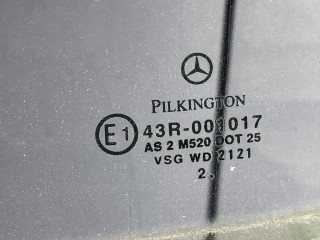 PILKINGTON
E1 43R-001017
AS 2 M520 DOT 25
VSG WD 2121
2.